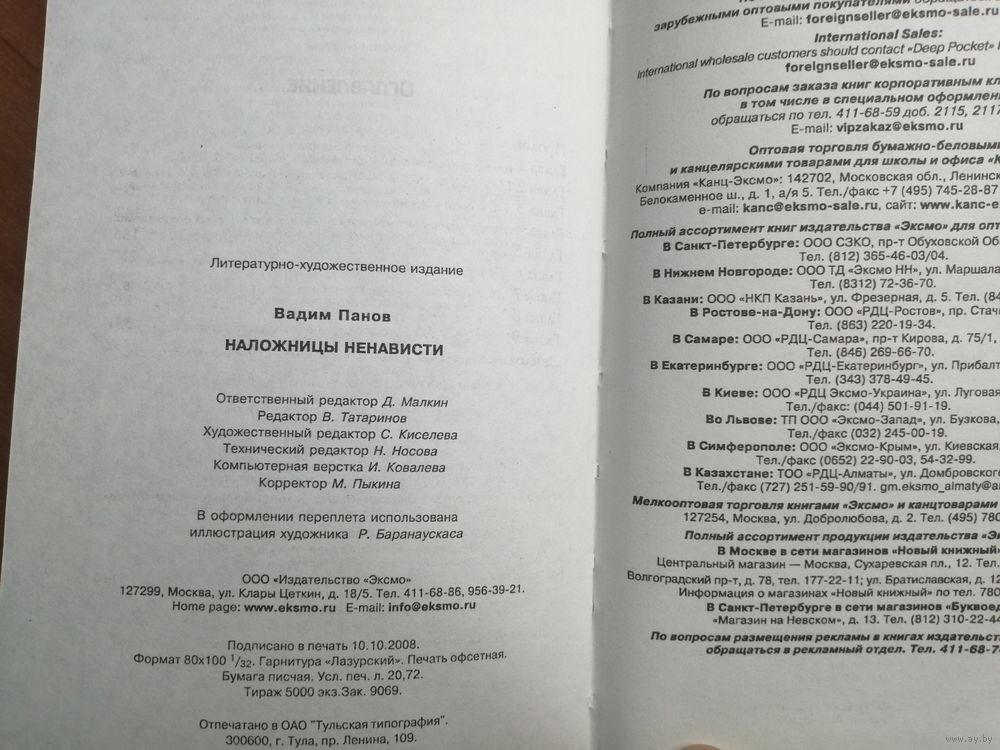 Литературно-художественное издание
Вадим Панов
НАЛОЖНИЦЫ НЕНАВИСТИ
Ответственный редактор Д. Малкин
Редактор В. Татаринов
Художественный редактор С. Киселева
Технический редактор Н. Носова
Компьютерная верстка И. Ковалева
Корректор М. Пыкина
В оформлении переплета использована
иллюстрация художника Р. Баранаускаса
ООО «Издательство «Эксмо»
127299, Москва, ул. Клары Цеткин, д. 18/5. Тел. 411-68-86, 956-39-21.
Home page: www.eksmo.ru E-mail: info@eksmo.ru
Подписано в печать 10.10.2008.
Формат 80x100 1/32. Гарнитура «Лазурский». Печать офсетная.
Бумага писчая. Усл. печ. л. 20,72.
Тираж 5000 экз.Зак. 9069.
Отпечатано в ОАО "Тульская типография".
300600, г. Тула, пр. Ленина, 109.
зарубежными оптовыми покупателями
E-mail: foreignseller@eksmo-sale.ru
International Sales:
International wholesale customers should contact «Deep Pocket»
foreignseller@eksmo-sale.ru
По вопросам заказа книг корпоративным
в том числе в специальном
обращаться по тел. 411-68-59 доб. 2115, 2117
E-mail: vipzakaz@eksmo.ru
Оптовая торговля бумажно-беловыми
и канцелярскими товарами для школы и офиса
Компания «Канц-Эксмо»: 142702, Московская обл.,
Белокаменное ш., д. 1, а/я 5. Тел./факс +7 (495) 745-28-87
e-mail: kanc@eksmo-sale.ru, сайт: www.kanc-e
Полный ассортимент книг издательства «Эксмо» для
В Санкт-Петербурге: ООО СЗКО, пр-т Обуховской
Тел. (812) 365-46-03/04.
В Нижнем Новгороде: ООО ТД «Эксмо НН», ул. Маршала
Тел. (8312) 72-36-70.
В Казани: ООО «НКП Казань», ул. Фрезерная, д. 5. Тел.
В Ростове-на-Дону: ООО «РДЦ-Ростов», пр.
Тел. (863) 220-19-34.
В Самаре: ООО «РДЦ-Самара», пр-т Кирова, д. 75/1,
Тел. (846) 269-66-70.
В Екатеринбурге: ООО «РДЦ-Екатеринбург», ул.
Тел. (343) 378-49-45.
В Киеве: ООО «РДЦ Эксмо-Украина», ул. Луговая
Тел./факс: (044) 501-91-19.
Во Львове: ТП ООО «Эксмо-Запад», ул. Бузкова,
Тел./факс (032) 245-00-19.
В Симферополе: ООО «Эксмо-Крым», ул. Киевская,
Тел./факс (0652) 22-90-03, 54-32-99.
В Казахстане: ТОО «РДЦ-Алматы», ул. Домбровского
Тел./факс (727) 251-59-90/91. gm.eksmo_almaty@
Мелкооптовая торговля книгами «Эксмо» и канцтоварами
127254, Москва, ул. Добролюбова, д. 2. Тел. (495) 780
Полный ассортимент продукции издательства
В Москве в сети магазинов «Новый книжный»
Центральный магазин — Москва, Сухаревская пл., 12. Тел.
Волгоградский пр-т, д. 78, тел. 177-22-11; ул. Братиславская, д. 12
Информация о магазинах «Новый книжный» по тел. 780
В Санкт-Петербурге в сети магазинов «Буквоед
«Магазин на Невском», д. 13. Тел. (812) 310-22-44
По вопросам размещения рекламы в книгах
обращаться в рекламный отдел. Тел. 411-68-7
www.ay.by